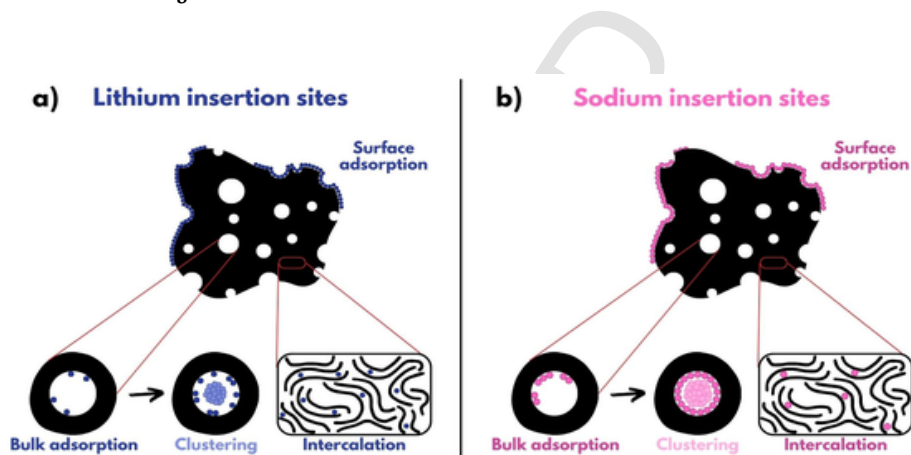 a) Lithium insertion sites
Surface
adsorption
Bulk adsorption
Clustering
Intercalation
b) Sodium insertion sites
Surface
adsorption
Bulk adsorption
Clustering
Intercalation